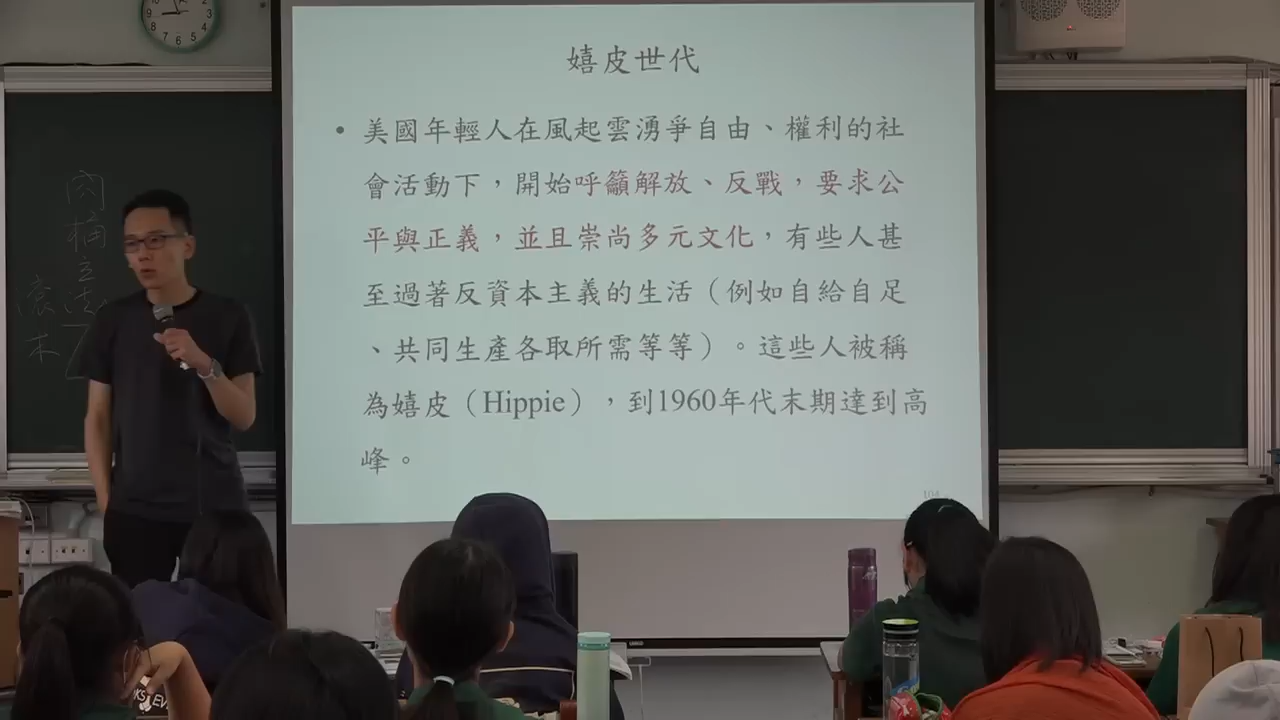 嬉皮世代
• 美國年輕人在風起雲湧爭自由、權利的社
會活動下，開始呼籲解放、反戰，要求公
平與正義，並且崇尚多元文化，有些人甚
至過著反資本主義的生活（例如自給自足
、共同生產各取所需等等）。這些人被稱
為嬉皮（Hippie），到1960年代末期達到高
峰。
104